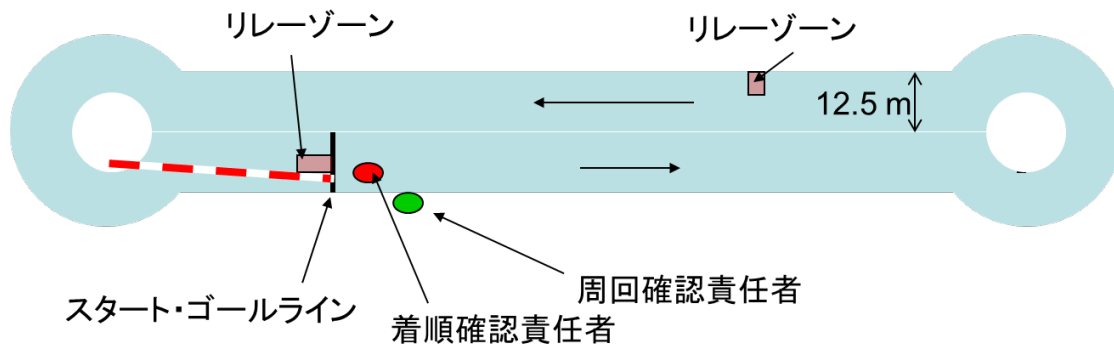 リレーゾーン
リレーゾーン
12.5 m
スタート・ゴールライン
周回確認責任者
着順確認責任者